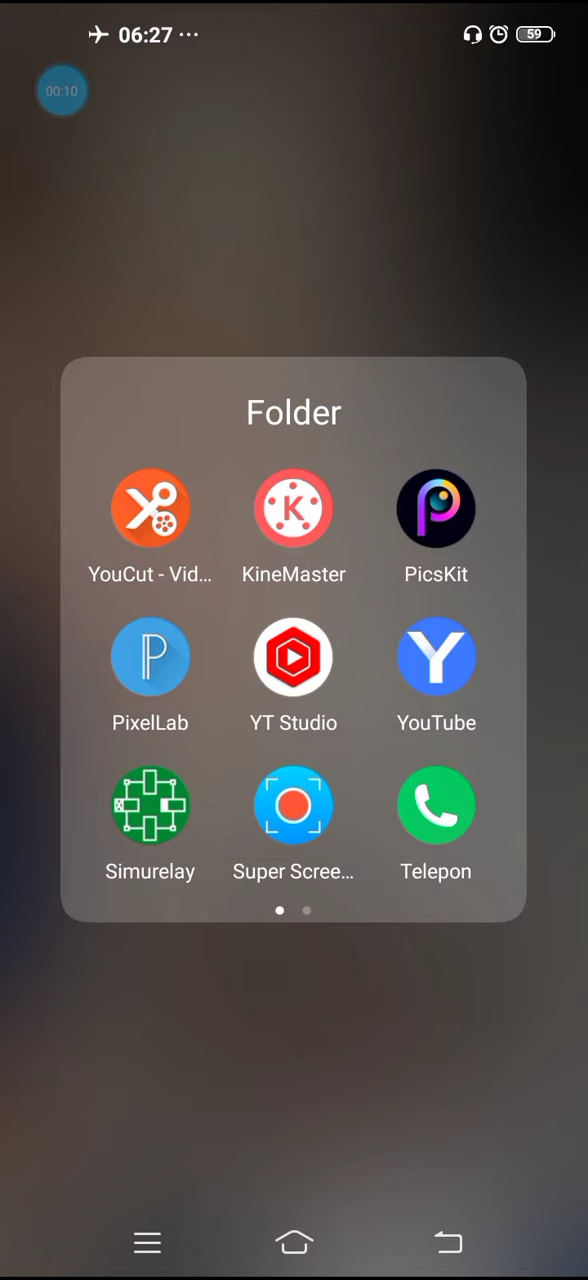 06:27 ...
59
00:10
Folder
YouCut - Vid...
KineMaster
PicsKit
PixelLab
YT Studio
YouTube
Simurelay
Super Scree...
Telepon